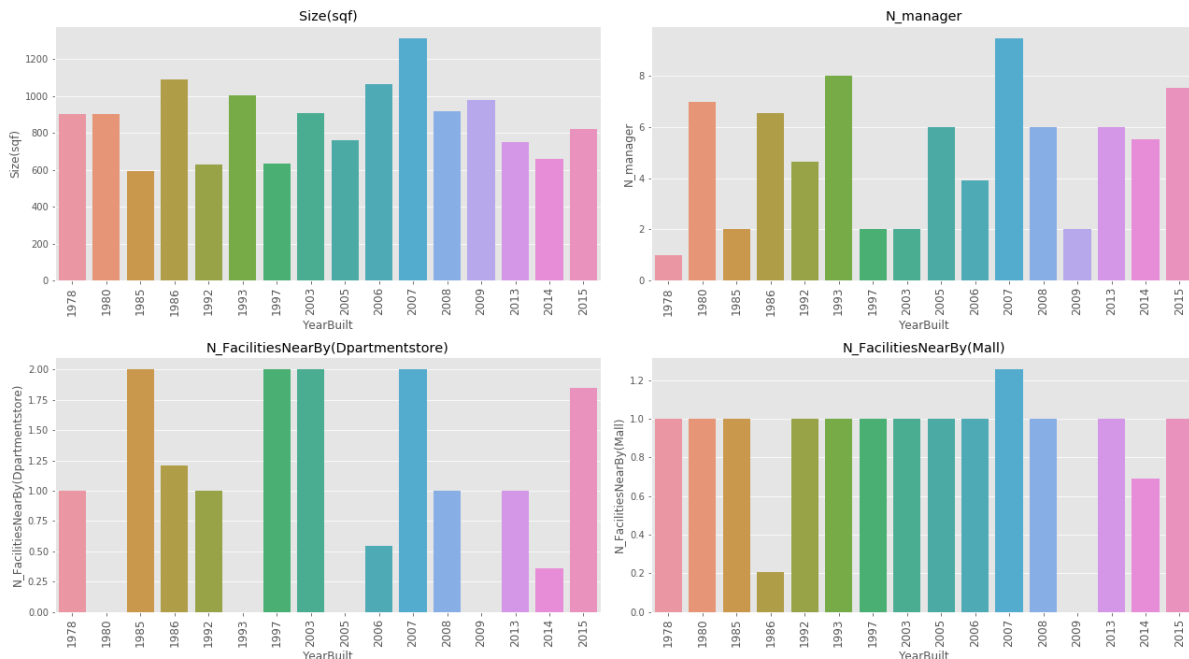 Size(sqf)
Size(sqf)
1200
1000
800
600
400
200
0
1978 1980 1985 1986 1992 1993 1997 2003 2005 2006 2007 2008 2009 2013 2014 2015
YearBuilt
N_manager
N_manager
8
6
4
2
0
1978 1980 1985 1986 1992 1993 1997 2003 2005 2006 2007 2008 2009 2013 2014 2015
YearBuilt
N_FacilitiesNearBy(Dpartmentstore)
N_FacilitiesNearBy(Dpartmentstore)
2.00
1.75
1.50
1.25
1.00
0.75
0.50
0.25
0.00
1978 1980 1985 1986 1992 1993 1997 2003 2005 2006 2007 2008 2009 2013 2014 2015
YearBuilt
N_FacilitiesNearBy(Mall)
N_FacilitiesNearBy(Mall)
1.2
1.0
0.8
0.6
0.4
0.2
0.0
1978 1980 1985 1986 1992 1993 1997 2003 2005 2006 2007 2008 2009 2013 2014 2015
YearBuilt